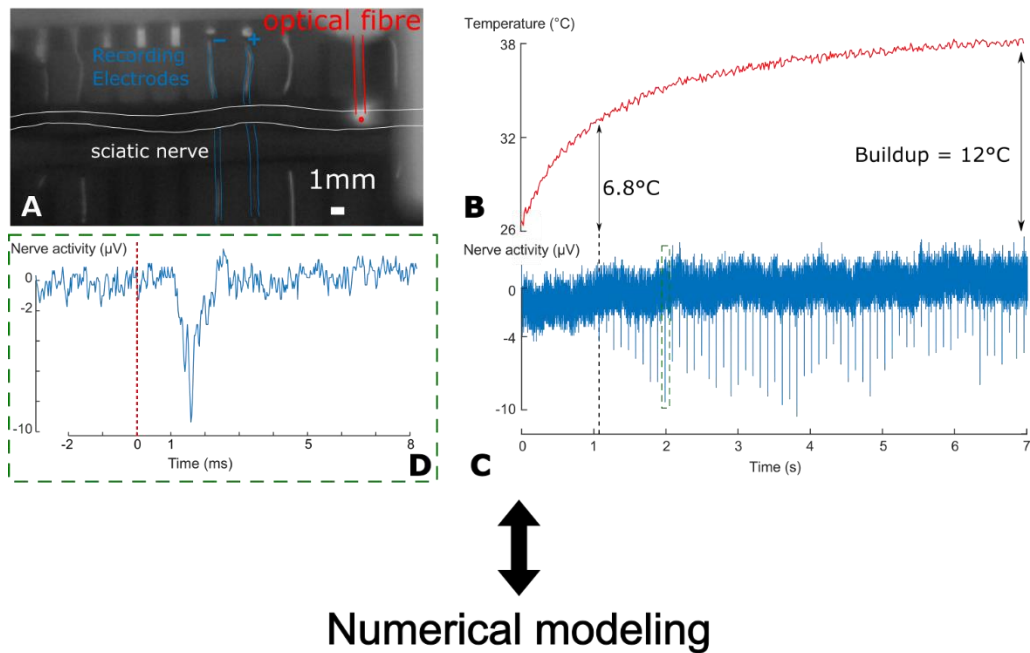 optical fibre
Recording
Electrodes
− +
sciatic nerve
1mm
A
Temperature (°C)
38
32
26
6.8°C
Buildup = 12°C
B
Nerve activity (µV)
0
-2
-10
-2 0 1 5 8
Time (ms)
D
Nerve activity (µV)
0
-4
-10
0 1 2 3 4 5 6 7
Time (s)
C
Numerical modeling